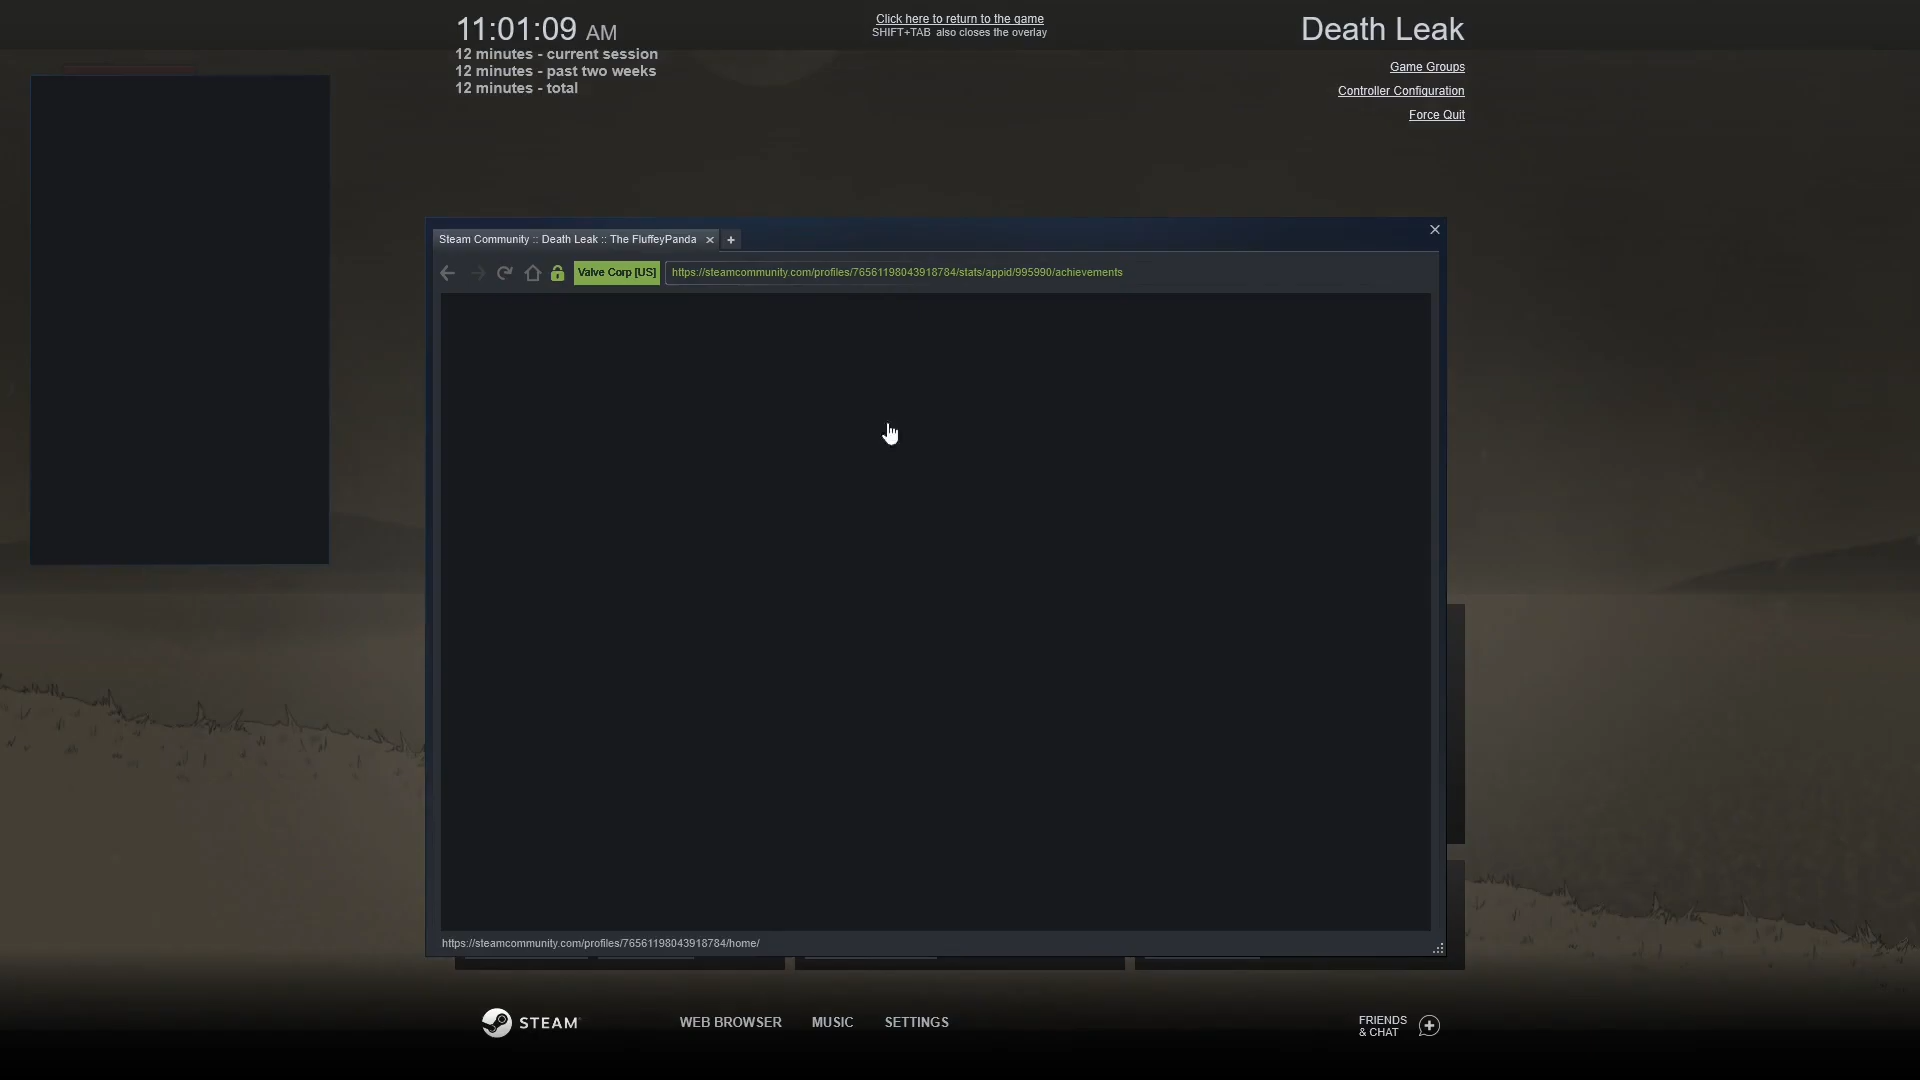 11:01:09 AM
12 minutes - current session
12 minutes - past two weeks
12 minutes - total
Click here to return to the game
SHIFT+TAB also closes the overlay
Death Leak
Game Groups
Controller Configuration
Force Quit
Steam Community :: Death Leak :: The FluffeyPanda
Valve Corp [US]
https://steamcommunity.com/profiles/76561198043918784/stats/appid/995990/achievements
https://steamcommunity.com/profiles/76561198043918784/home/
STEAM
WEB BROWSER
MUSIC
SETTINGS
FRIENDS
& CHAT